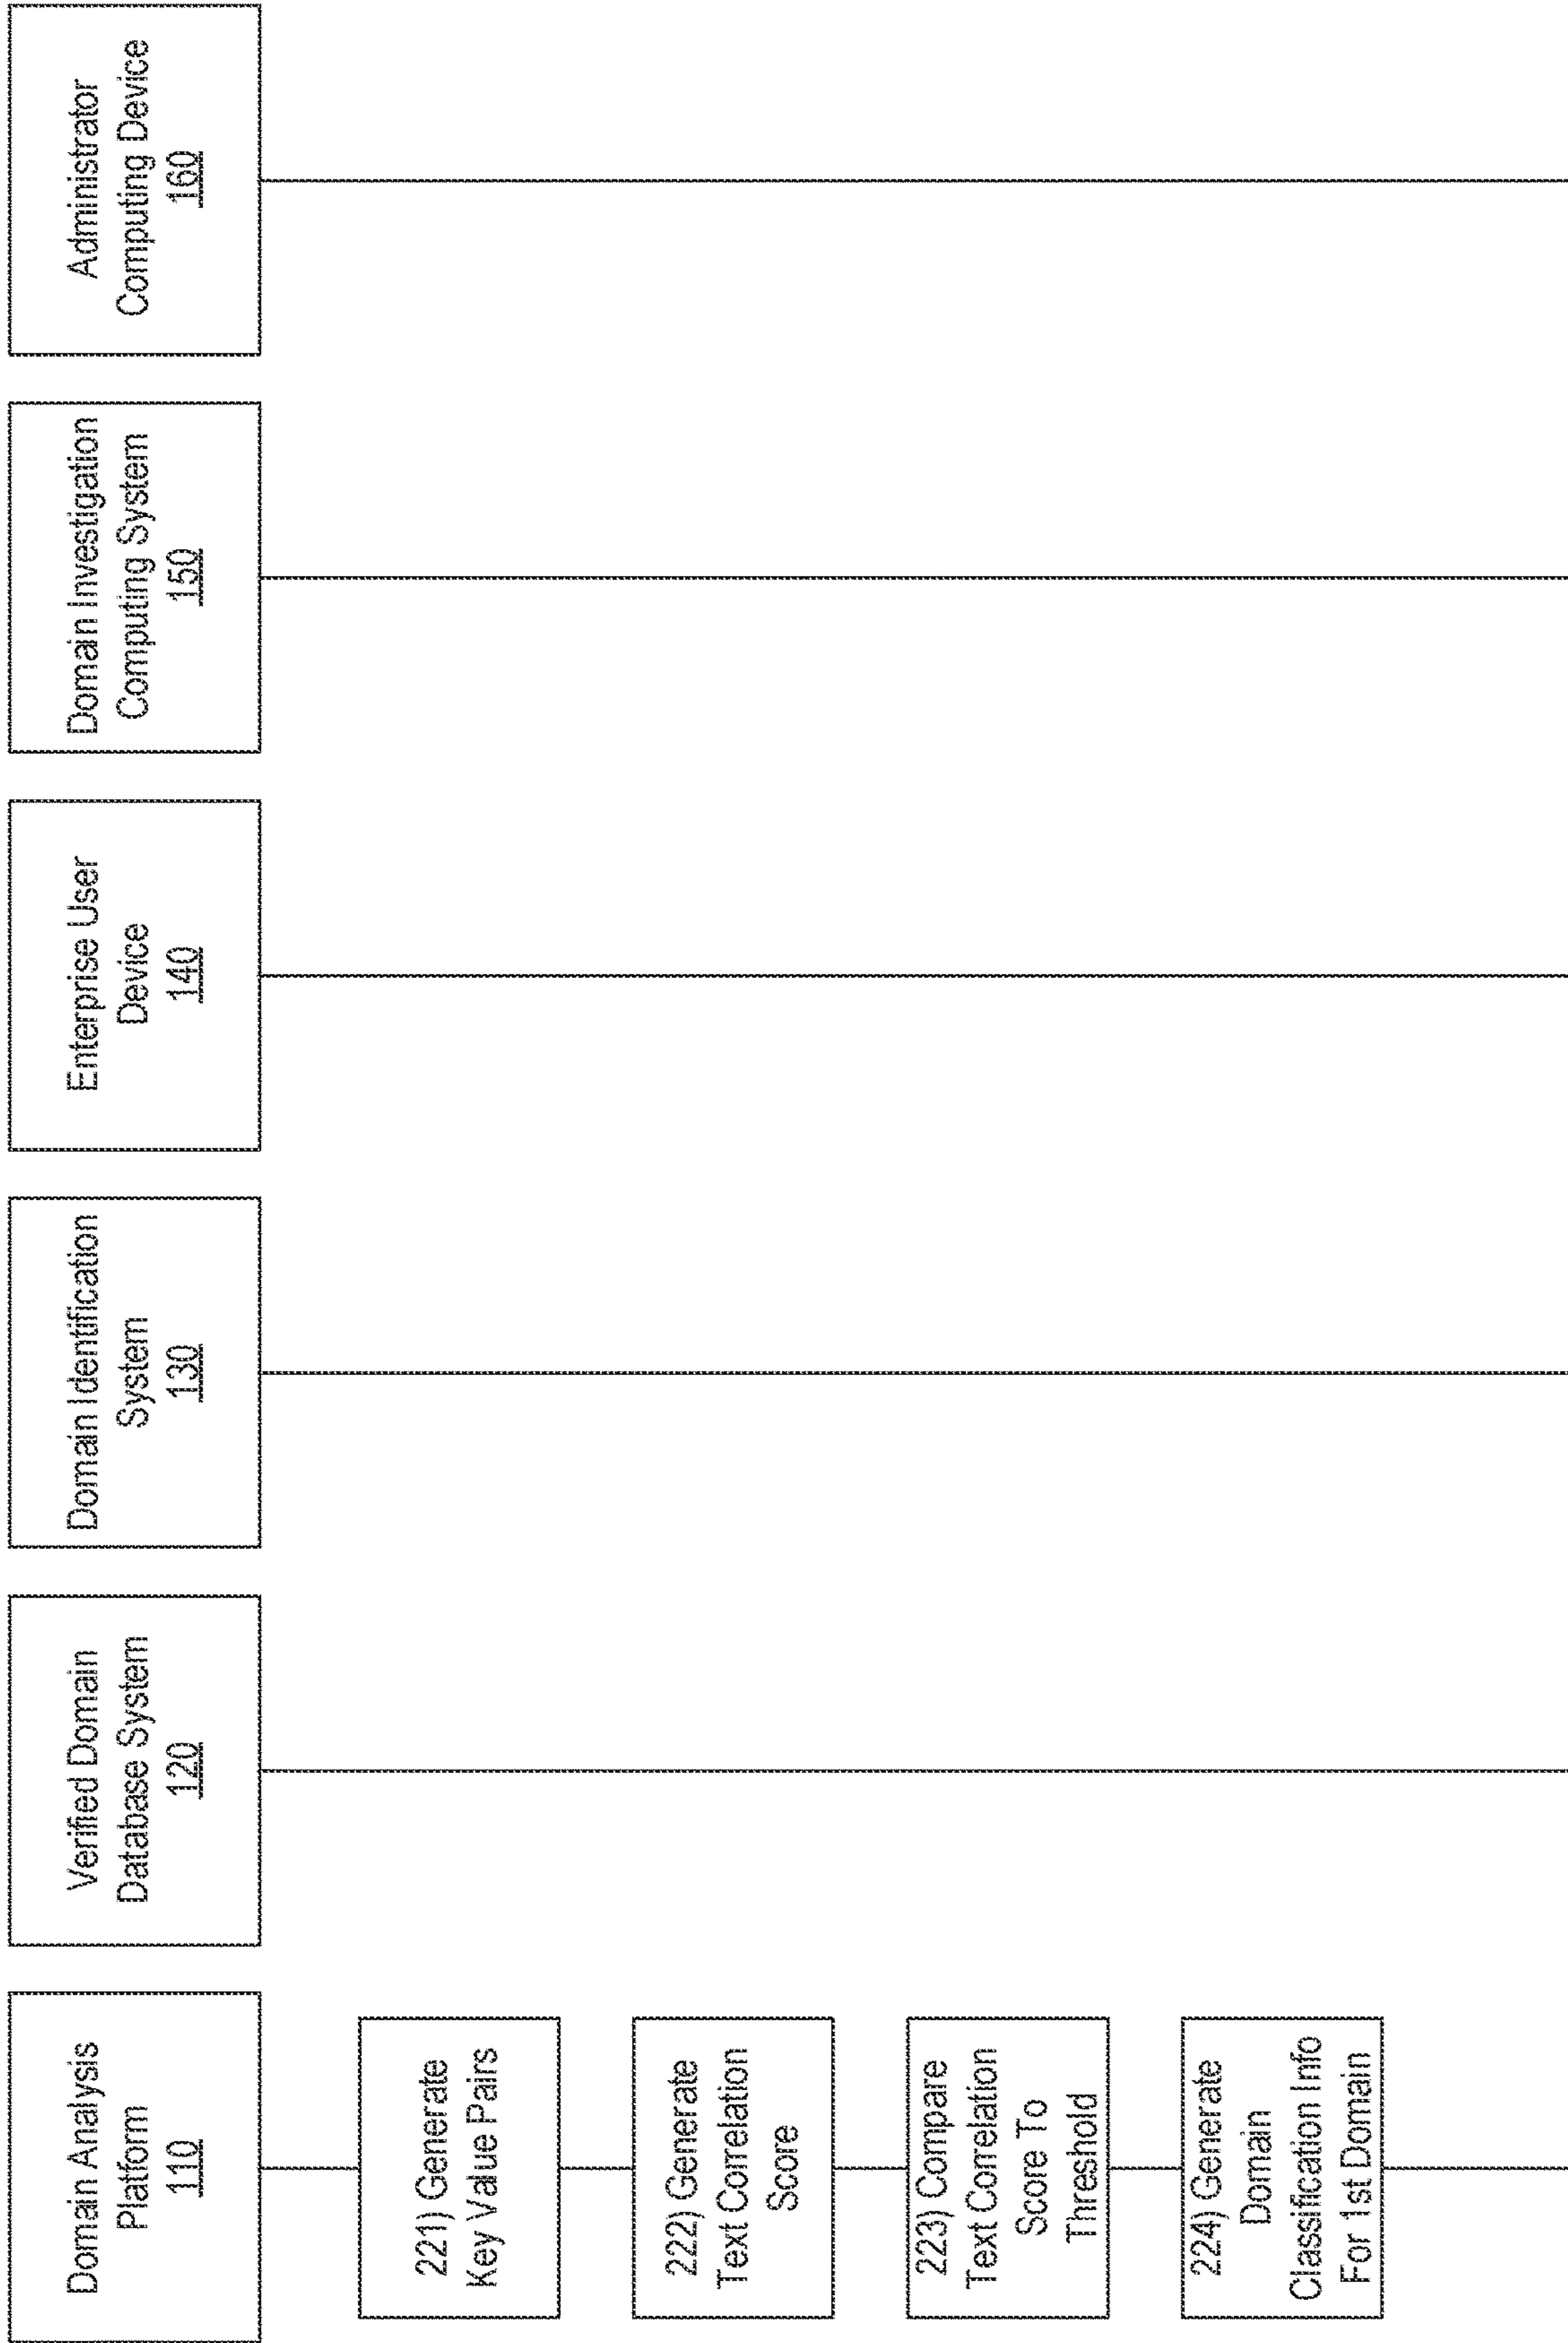 Domain Analysis
Platform
110
Verified Domain
Database System
120
Domain Identification
System
130
Enterprise User
Device
140
Domain Investigation
Computing System
150
Administrator
Computing Device
160
221) Generate
Key Value Pairs
222) Generate
Text Correlation
Score
223) Compare
Text Correlation
Score To
Threshold
224) Generate
Domain
Classification Info
For 1st Domain